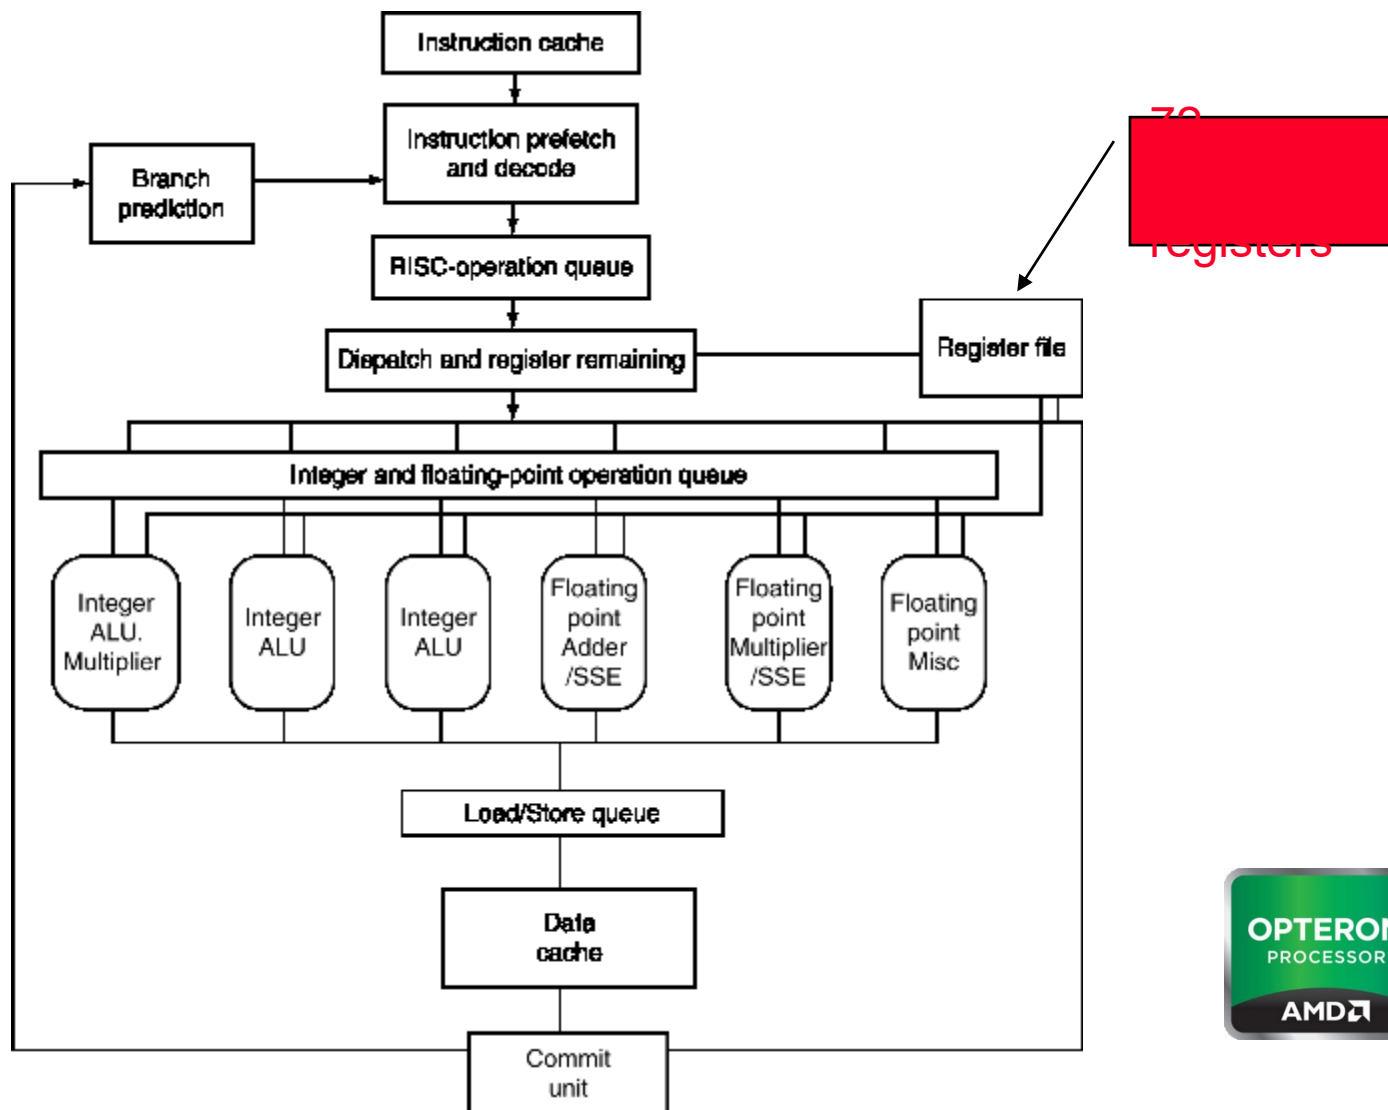 Instruction cache
Instruction prefetch
and decode
Branch
prediction
RISC-operation queue
Dispatch and register remaining
Register file
registers
Integer and floating-point operation queue
Integer
ALU.
Multiplier
Integer
ALU
Integer
ALU
Floating
point
Adder
/SSE
Floating
point
Multiplier
/SSE
Floating
point
Misc
Load/Store queue
Data
cache
Commit
unit
PROCESSOR
AMD